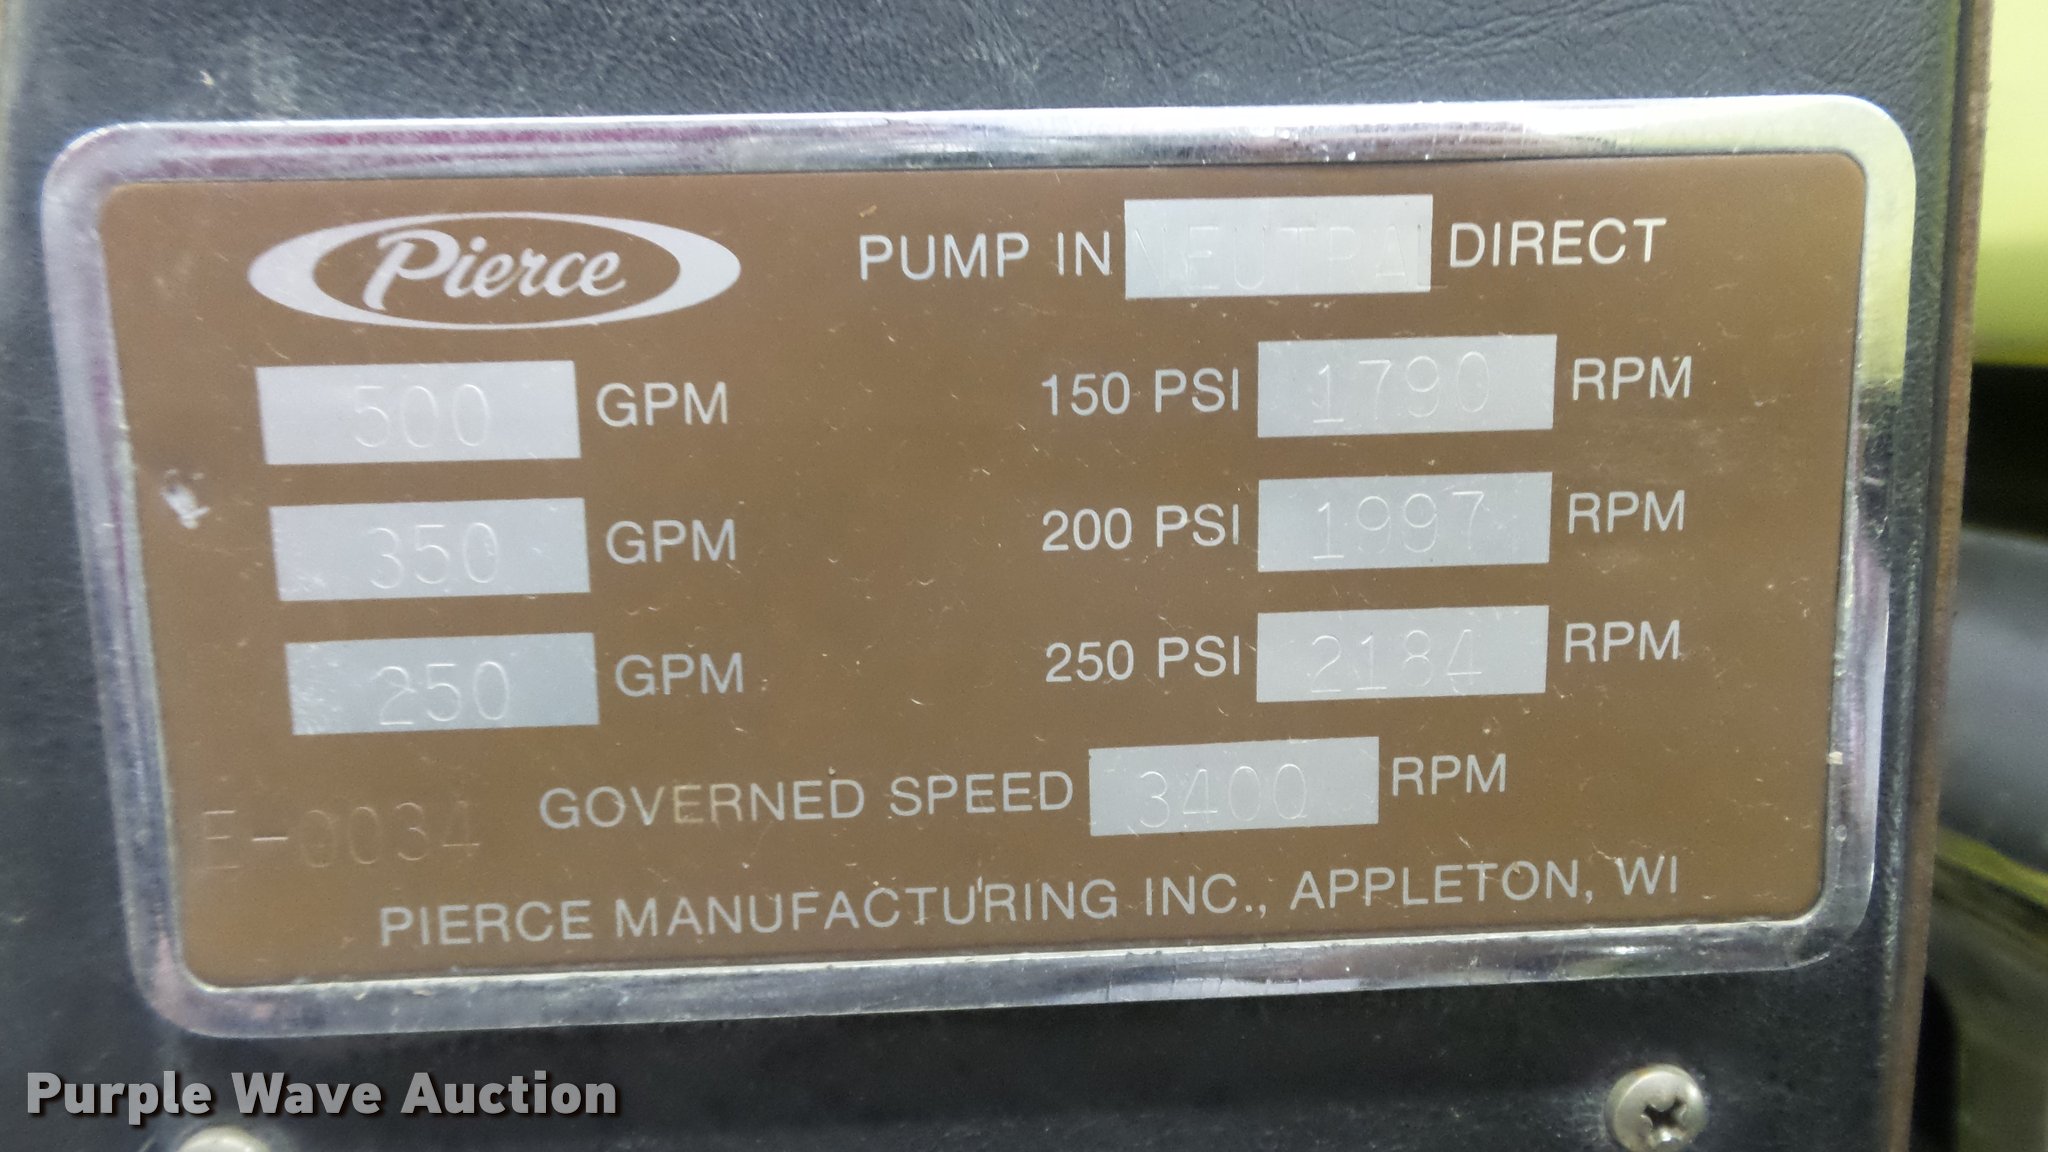 Pierce PUMP IN NEUTRAL DIRECT
500 GPM 150 PSI 1790 RPM
350 GPM 200 PSI 1997 RPM
250 GPM 250 PSI 2184 RPM
E-0034 GOVERNED SPEED 3400 RPM
PIERCE MANUFACTURING INC., APPLETON, WI
Purple Wave Auction